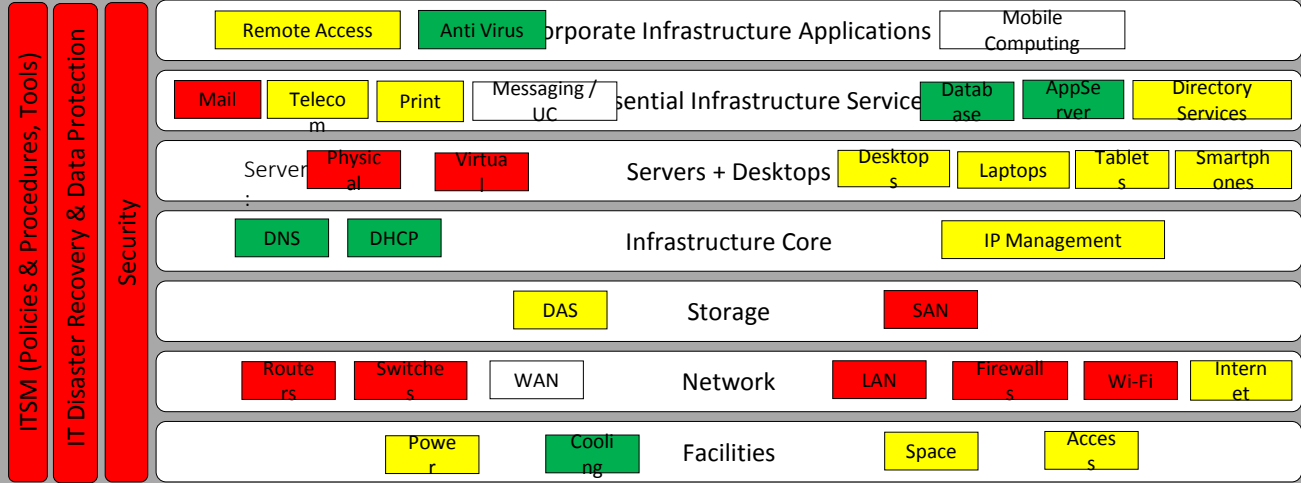 ITSM (Policies & Procedures, Tools)
IT Disaster Recovery & Data Protection
Security
Remote Access
Anti Virus
orporate Infrastructure Applications
Mobile
Computing
Mail
Teleco
m
Print
Messaging /
UC
sential Infrastructure Service
Datab
ase
AppSe
rver
Directory
Services
Server
:
Physic
al
Virtua
l
Servers + Desktops
Desktop
s
Laptops
Tablet
s
Smartph
ones
DNS
DHCP
Infrastructure Core
IP Management
DAS
Storage
SAN
Route
rs
Switche
s
WAN
Network
LAN
Firewall
s
Wi-Fi
Intern
et
Powe
r
Cooli
ng
Facilities
Space
Acces
s